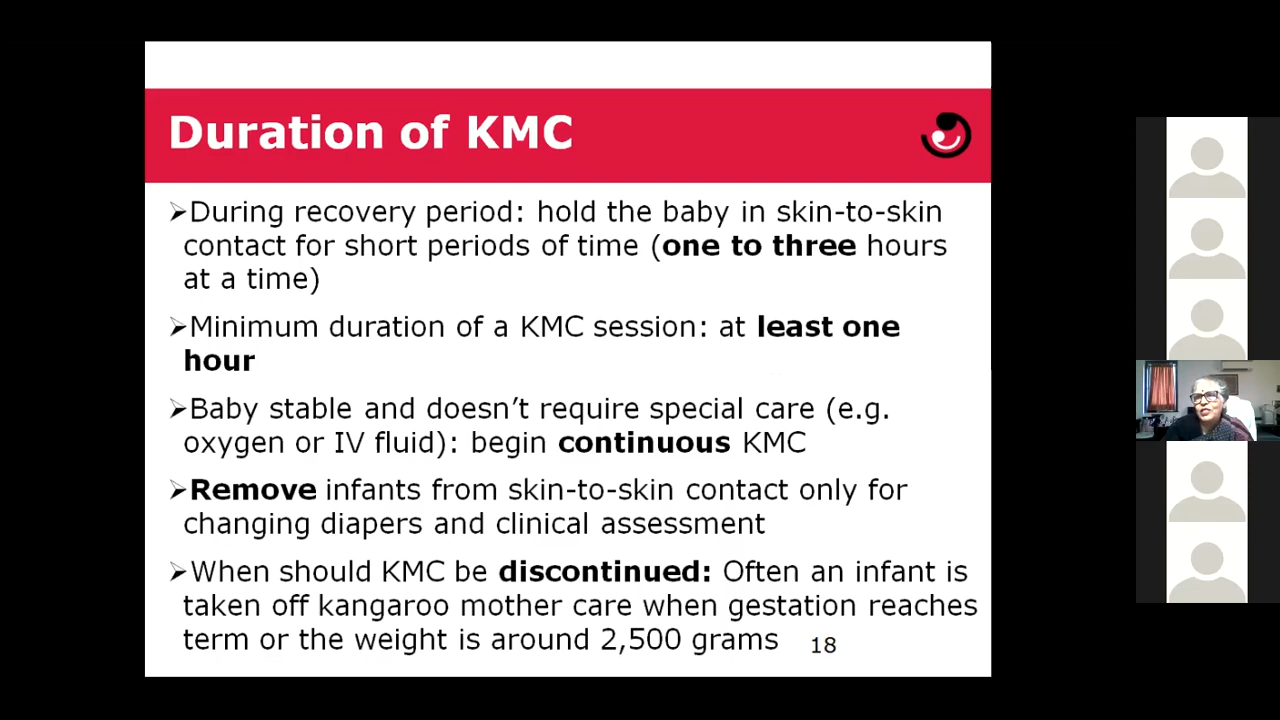 Duration of KMC
➢During recovery period: hold the baby in skin-to-skin
contact for short periods of time (one to three hours
at a time)
➢Minimum duration of a KMC session: at least one
hour
➢Baby stable and doesn’t require special care (e.g.
oxygen or IV fluid): begin continuous KMC
➢Remove infants from skin-to-skin contact only for
changing diapers and clinical assessment
➢When should KMC be discontinued: Often an infant is
taken off kangaroo mother care when gestation reaches
term or the weight is around 2,500 grams
18